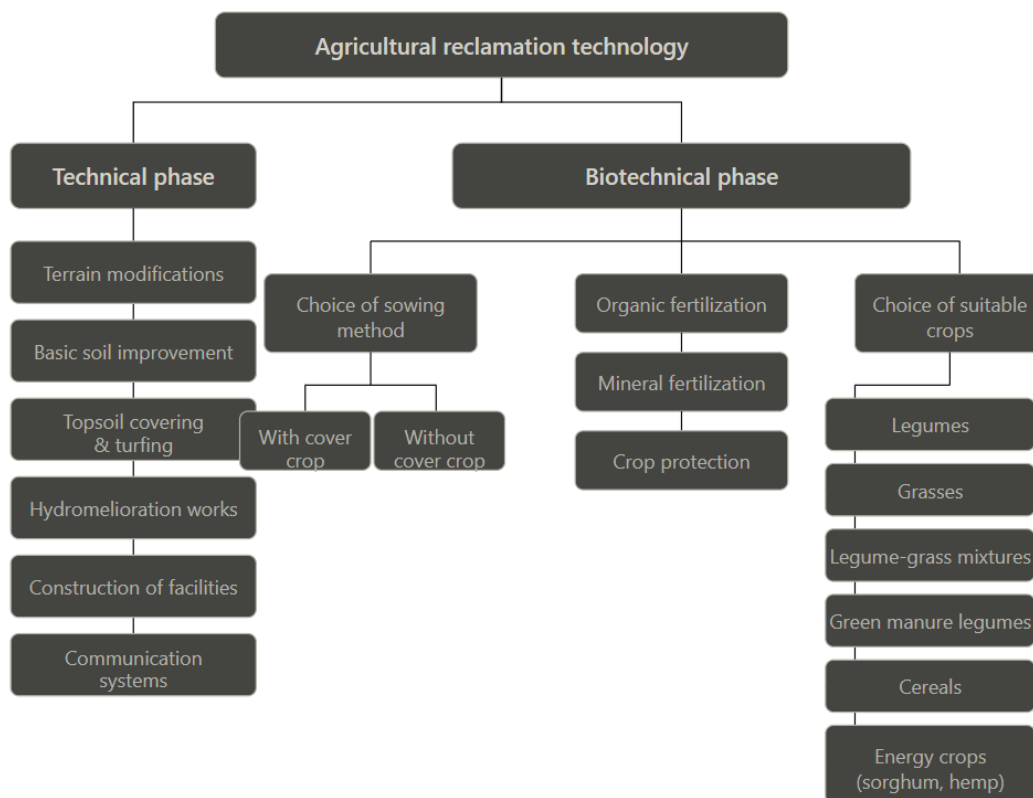 Agricultural reclamation technology
Technical phase
Biotechnical phase
Terrain modifications
Basic soil improvement
Topsoil covering
& turfing
Hydromelioration works
Construction of facilities
Communication
systems
Choice of sowing
method
With cover
crop
Without
cover crop
Organic fertilization
Mineral fertilization
Crop protection
Choice of suitable
crops
Legumes
Grasses
Legume-grass mixtures
Green manure legumes
Cereals
Energy crops
(sorghum, hemp)